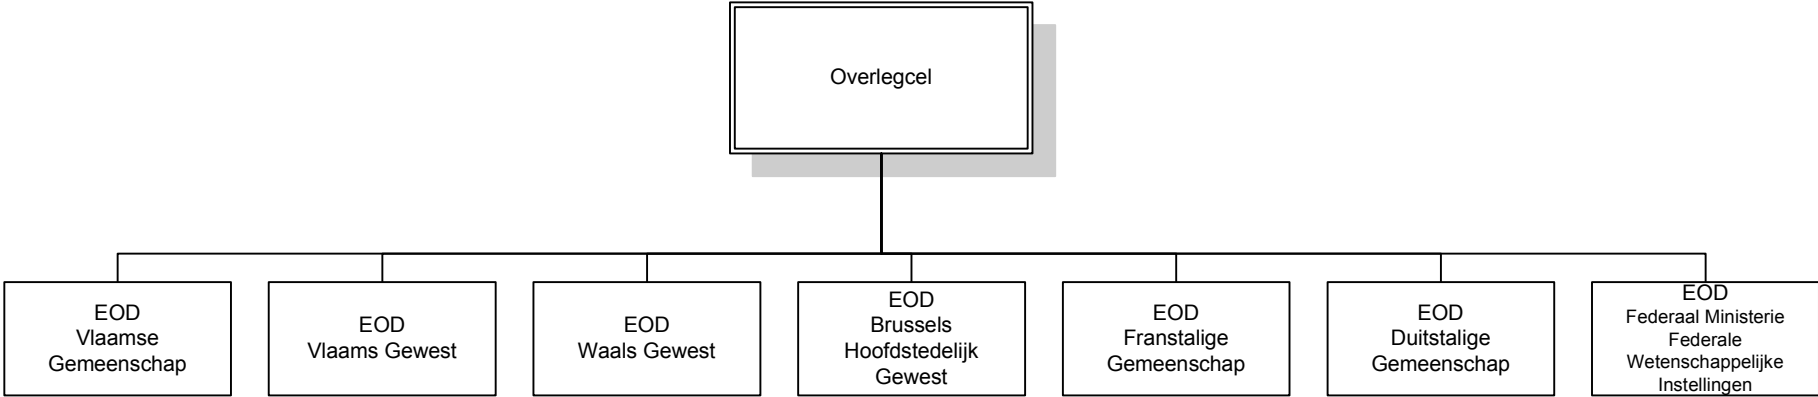 Overlegcel
EOD
Vlaamse
Gemeenschap
EOD
Vlaams Gewest
EOD
Waals Gewest
EOD
Brussels
Hoofdstedelijk
Gewest
EOD
Franstalige
Gemeenschap
EOD
Duitstalige
Gemeenschap
EOD
Federaal Ministerie
Federale
Wetenschappelijke
Instellingen